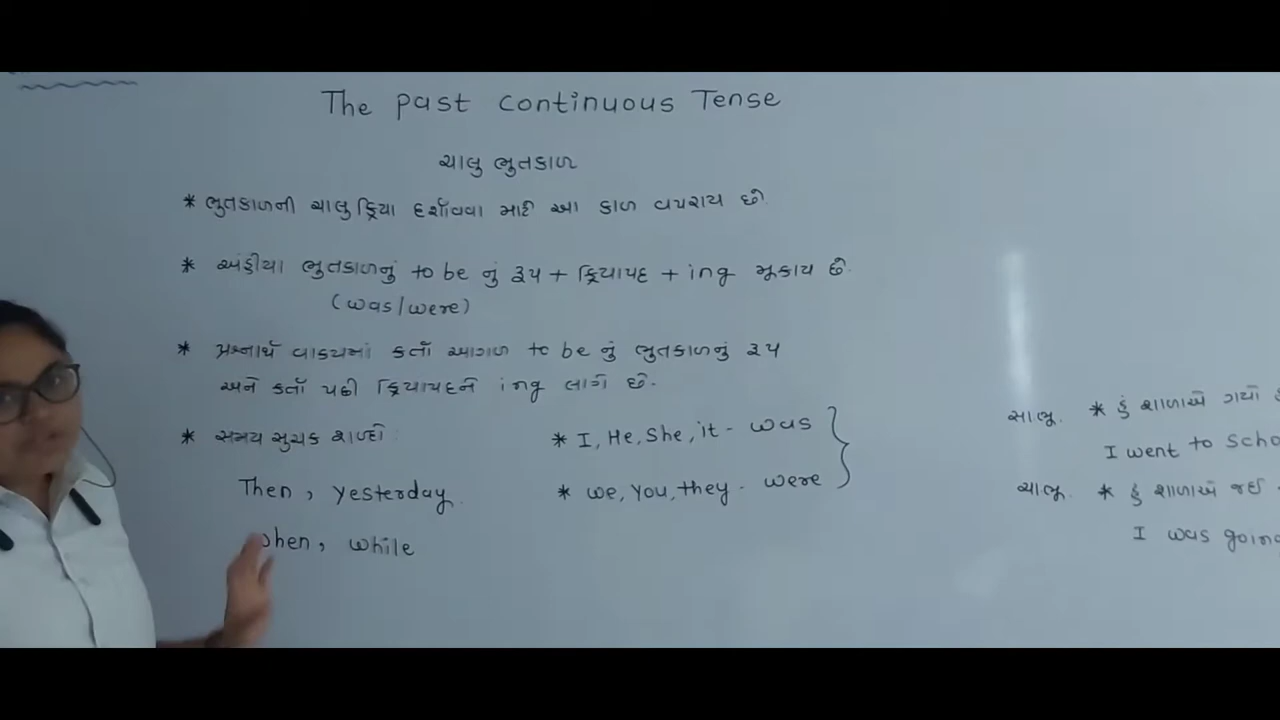 The past continuous Tense
ચાલુ ભુતકાળ
* ભુતકાળની ચાલુ ક્રિયા દર્શાવવા માટે આ કાળ વપરાય છે.
* અહીંયા ભુતકાળનું to be નું રૂપ + ક્રિયાપદ + ing મૂકાય છે.
(was/were)
* પ્રશ્નાર્થ વાક્યમાં કર્તા આગળ to be નું ભુતકાળનું રૂપ
અને કર્તા પછી ક્રિયાપદને ing લાગે છે.
* સમય સુચક શબ્દો:
Then, yesterday.
when, while
* I, He, She, it - was
* we, you, they - were
સાદુ. * હું શાળાએ ગયો
I went to
ચાલુ. * હું શાળાએ જઈ
I was going